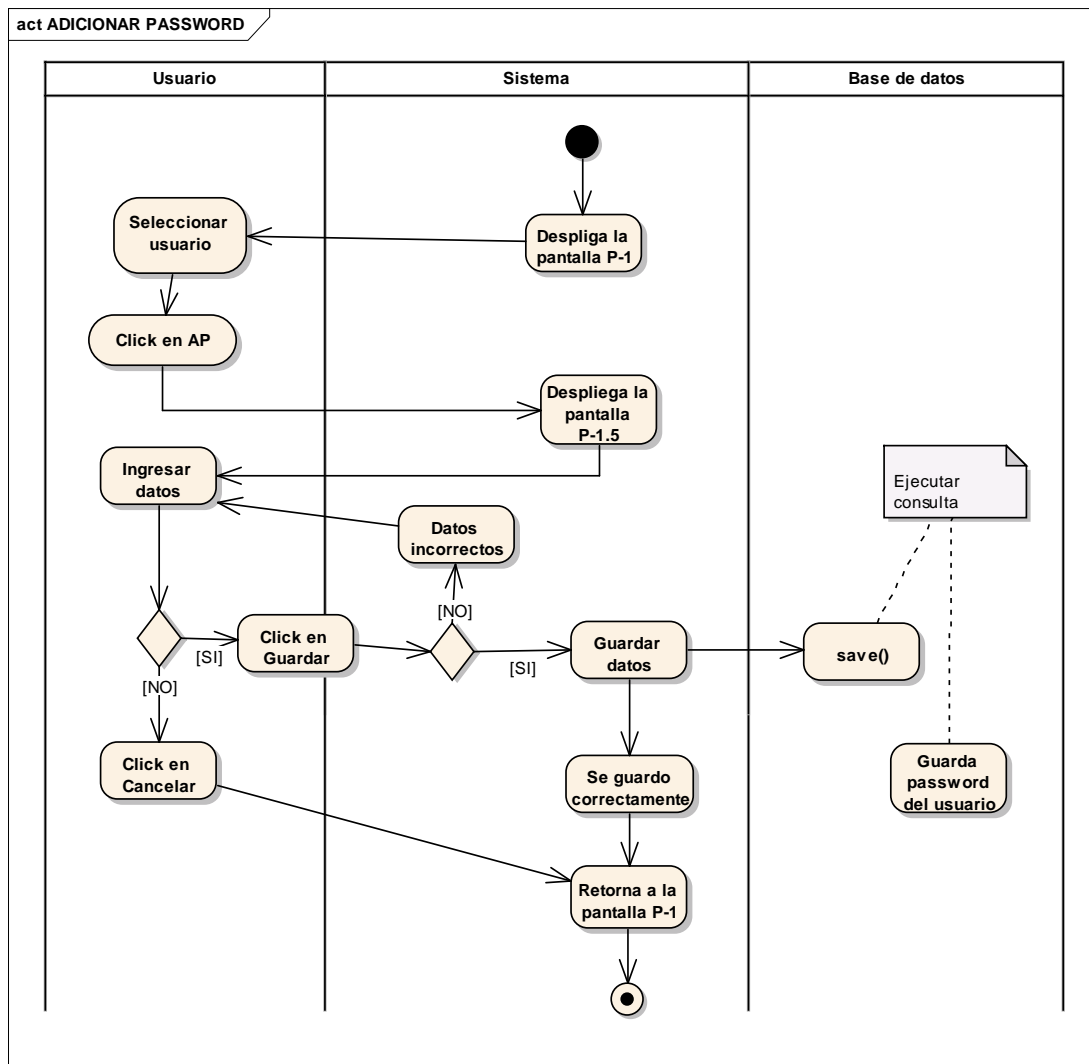 act ADICIONAR PASSWORD
Usuario
Sistema
Base de datos
Seleccionar
usuario
Despliga la
pantalla P-1
Click en AP
Despliega la
pantalla
P-1.5
Ingresar
datos
Ejecutar
consulta
Datos
incorrectos
[NO]
Click en
Guardar
[SI]
Guardar
datos
[SI]
save()
[NO]
Click en
Cancelar
Se guardo
correctamente
Guarda
password
del usuario
Retorna a la
pantalla P-1